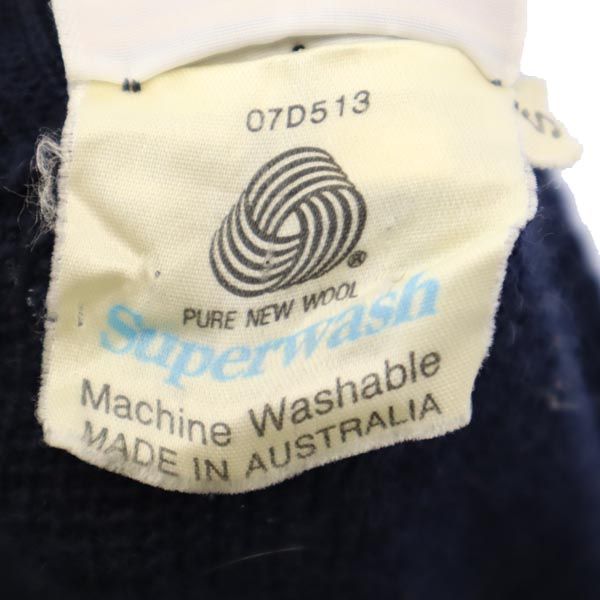 07D513
®
PURE NEW WOOL
Superwash
Machine Washable
MADE IN AUSTRALIA
S